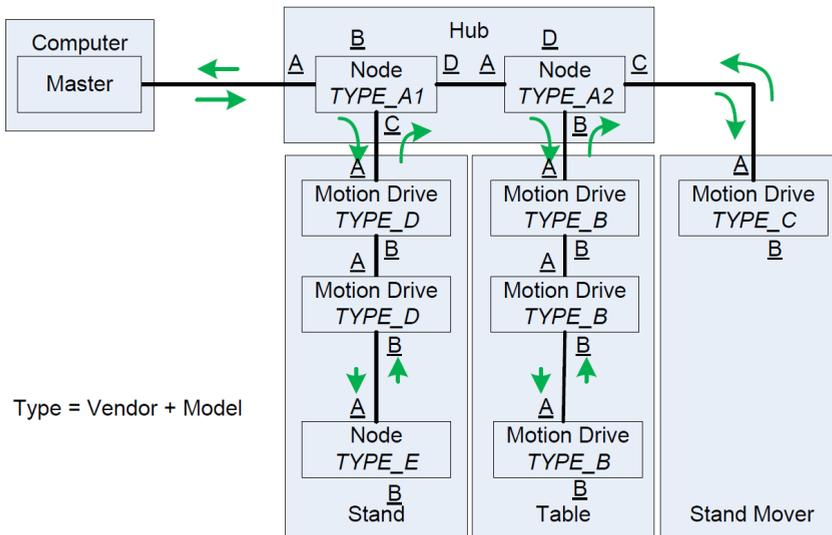 Computer
Master
Hub
A
B
Node
TYPE_A1
D
A
D
Node
TYPE_A2
C
C
B
A
Motion Drive
TYPE_D
B
A
Motion Drive
TYPE_D
B
A
Node
TYPE_E
B
Stand
A
Motion Drive
TYPE_B
B
A
Motion Drive
TYPE_B
B
A
Motion Drive
TYPE_B
B
Table
A
Motion Drive
TYPE_C
B
Stand Mover
Type = Vendor + Model